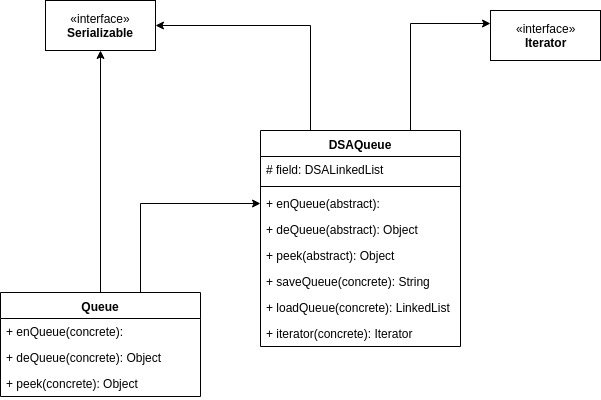 «interface»
Serializable
«interface»
Iterator
DSAQueue
# field: DSALinkedList
+ enQueue(abstract):
+ deQueue(abstract): Object
+ peek(abstract): Object
+ saveQueue(concrete): String
+ loadQueue(concrete): LinkedList
+ iterator(concrete): Iterator
Queue
+ enQueue(concrete):
+ deQueue(concrete): Object
+ peek(concrete): Object